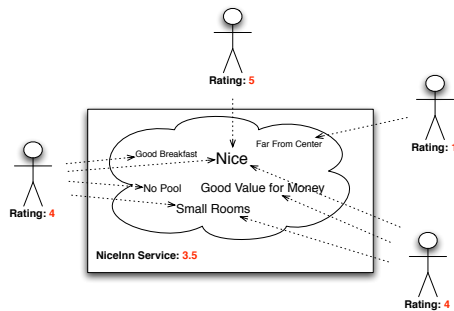 Rating: 5
Far From Center
Good Breakfast
Nice
Rating:
No Pool
Good Value for Money
Small Rooms
Rating: 4
NiceInn Service: 3.5
Rating: 4